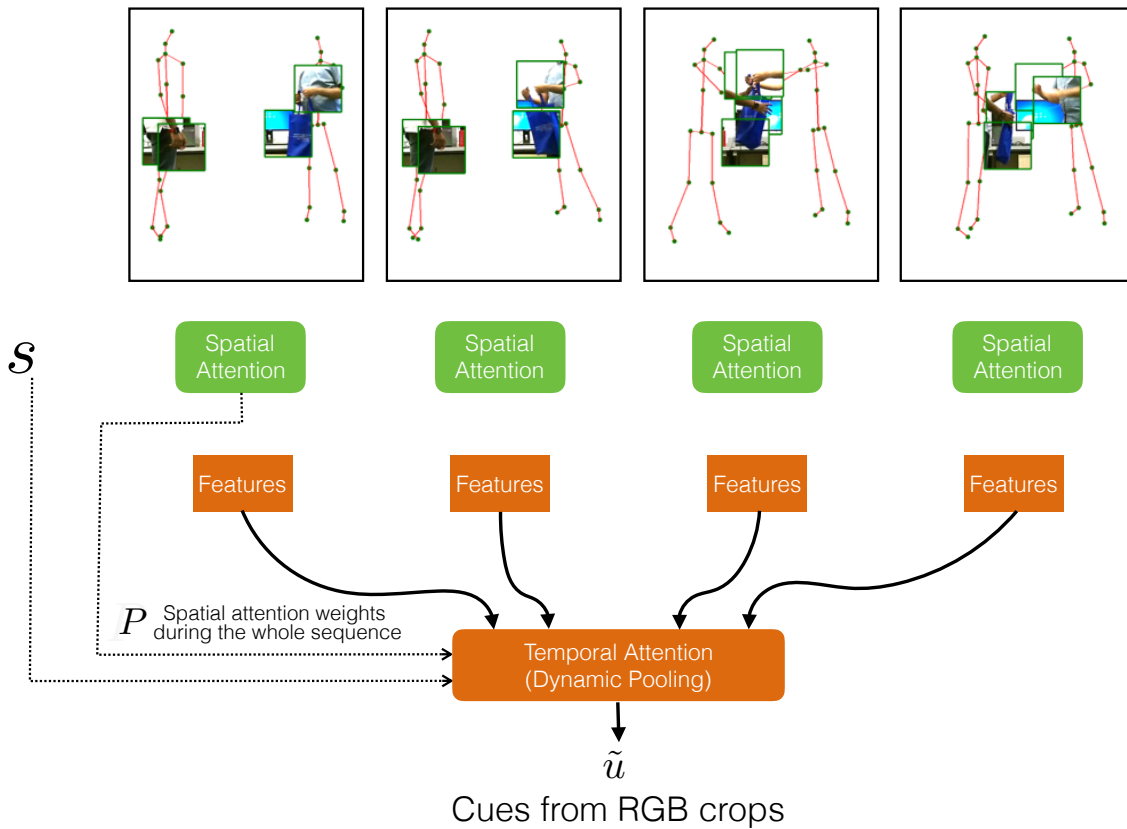 s
Spatial
Attention
Spatial
Attention
Spatial
Attention
Spatial
Attention
Features
Features
Features
Features
P Spatial attention weights
during the whole sequence
Temporal Attention
(Dynamic Pooling)
ũ
Cues from RGB crops